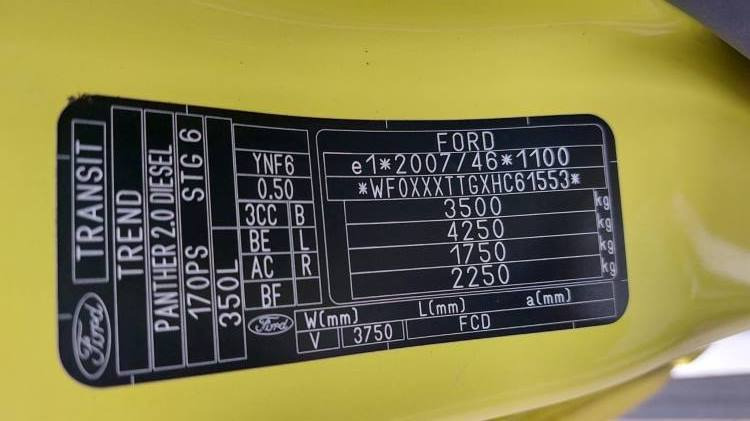 FORD
e1*2007/46*1100
*WF0XXXTTGXHC61553*
3500 kg
4250 kg
1750 kg
2250 kg
YNF6
0.50
3CC B
BE L
AC R
BF
TRANSIT
TREND
PANTHER 2.0 DIESEL
170PS STG 6
350L
Ford
Ford
W(mm) L(mm) a(mm)
V 3750 FCD